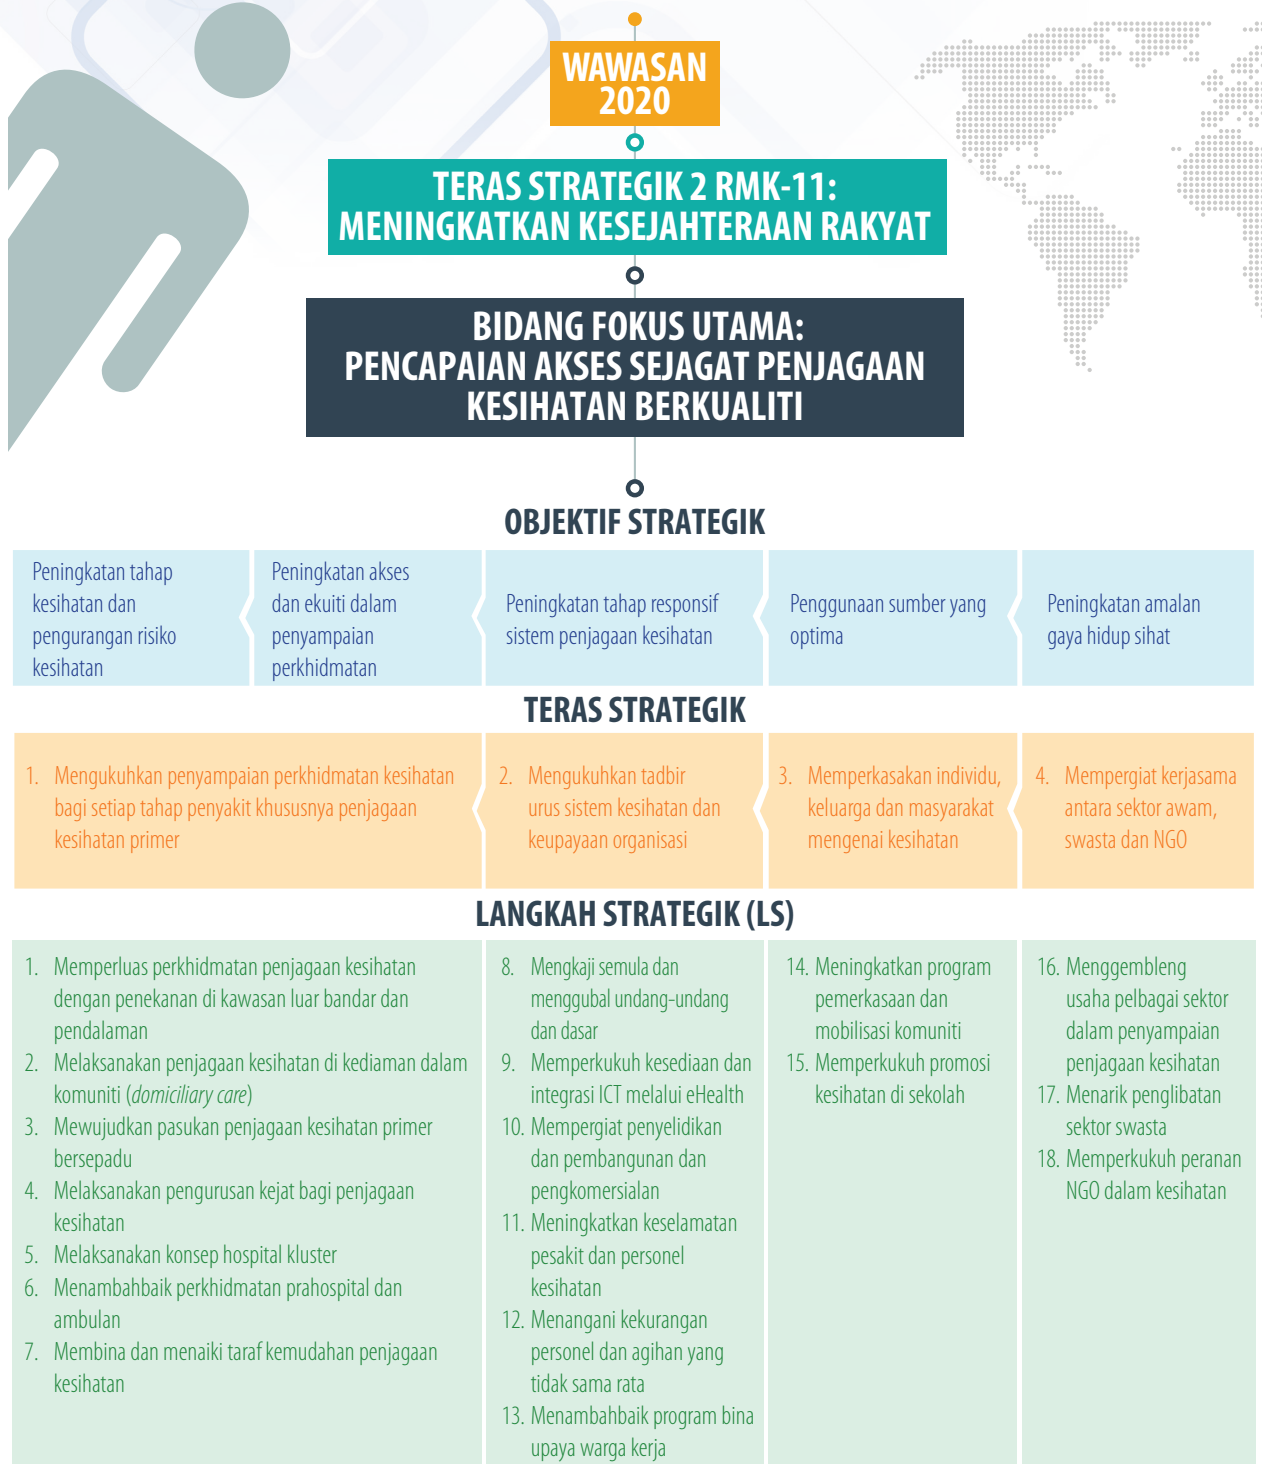 WAWASAN
2020
TERAS STRATEGIK 2 RMK-11:
MENINGKATKAN KESEJAHTERAAN RAKYAT
BIDANG FOKUS UTAMA:
PENCAPAIAN AKSES SEJAGAT PENJAGAAN
KESIHATAN BERKUALITI
OBJEKTIF STRATEGIK
Peningkatan tahap
kesihatan dan
pengurangan risiko
kesihatan
Peningkatan akses
dan ekuiti dalam
penyampaian
perkhidmatan
Peningkatan tahap responsif
sistem penjagaan kesihatan
Penggunaan sumber yang
optima
Peningkatan amalan
gaya hidup sihat
TERAS STRATEGIK
1. Mengukuhkan penyampaian perkhidmatan kesihatan
bagi setiap tahap penyakit khususnya penjagaan
kesihatan primer
2. Mengukuhkan tadbir
urus sistem kesihatan dan
keupayaan organisasi
3. Memperkasakan individu,
keluarga dan masyarakat
mengenai kesihatan
4. Mempergiat kerjasama
antara sektor awam,
swasta dan NGO
LANGKAH STRATEGIK (LS)
1. Memperluas perkhidmatan penjagaan kesihatan
dengan penekanan di kawasan luar bandar dan
pendalaman
2. Melaksanakan penjagaan kesihatan di kediaman dalam
komuniti (domiciliary care)
3. Mewujudkan pasukan penjagaan kesihatan primer
bersepadu
4. Melaksanakan pengurusan kejat bagi penjagaan
kesihatan
5. Melaksanakan konsep hospital kluster
6. Menambahbaik perkhidmatan prahospital dan
ambulan
7. Membina dan menaiki taraf kemudahan penjagaan
kesihatan
8. Mengkaji semula dan
menggubal undang-undang
dan dasar
9. Memperkukuh kesediaan dan
integrasi ICT melalui eHealth
10. Mempergiat penyelidikan
dan pembangunan dan
pengkomersialan
11. Meningkatkan keselamatan
pesakit dan personel
kesihatan
12. Menangani kekurangan
personel dan agihan yang
tidak sama rata
13. Menambahbaik program bina
upaya warga kerja
14. Meningkatkan program
pemerkasaan dan
mobilisasi komuniti
15. Memperkukuh promosi
kesihatan di sekolah
16. Menggembleng
usaha pelbagai sektor
dalam penyampaian
penjagaan kesihatan
17. Menarik penglibatan
sektor swasta
18. Memperkukuh peranan
NGO dalam kesihatan